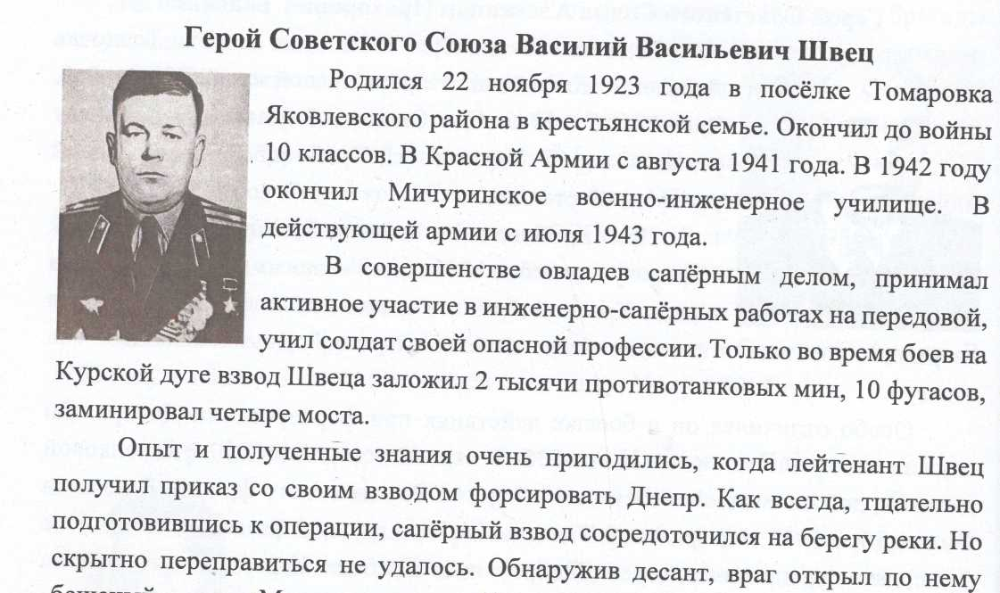 Герой Советского Союза Василий Васильевич Швец
Родился 22 ноября 1923 года в посёлке Томаровка
Яковлевского района в крестьянской семье. Окончил до войны
10 классов. В Красной Армии с августа 1941 года. В 1942 году
окончил Мичуринское военно-инженерное училище. В
действующей армии с июля 1943 года.
В совершенстве овладев сапёрным делом, принимал
активное участие в инженерно-сапёрных работах на передовой,
учил солдат своей опасной профессии. Только во время боев на
Курской дуге взвод Швеца заложил 2 тысячи противотанковых мин, 10 фугасов,
заминировал четыре моста.
Опыт и полученные знания очень пригодились, когда лейтенант Швец
получил приказ со своим взводом форсировать Днепр. Как всегда, тщательно
подготовившись к операции, сапёрный взвод сосредоточился на берегу реки. Но
скрытно переправиться не удалось. Обнаружив десант, враг открыл по нему